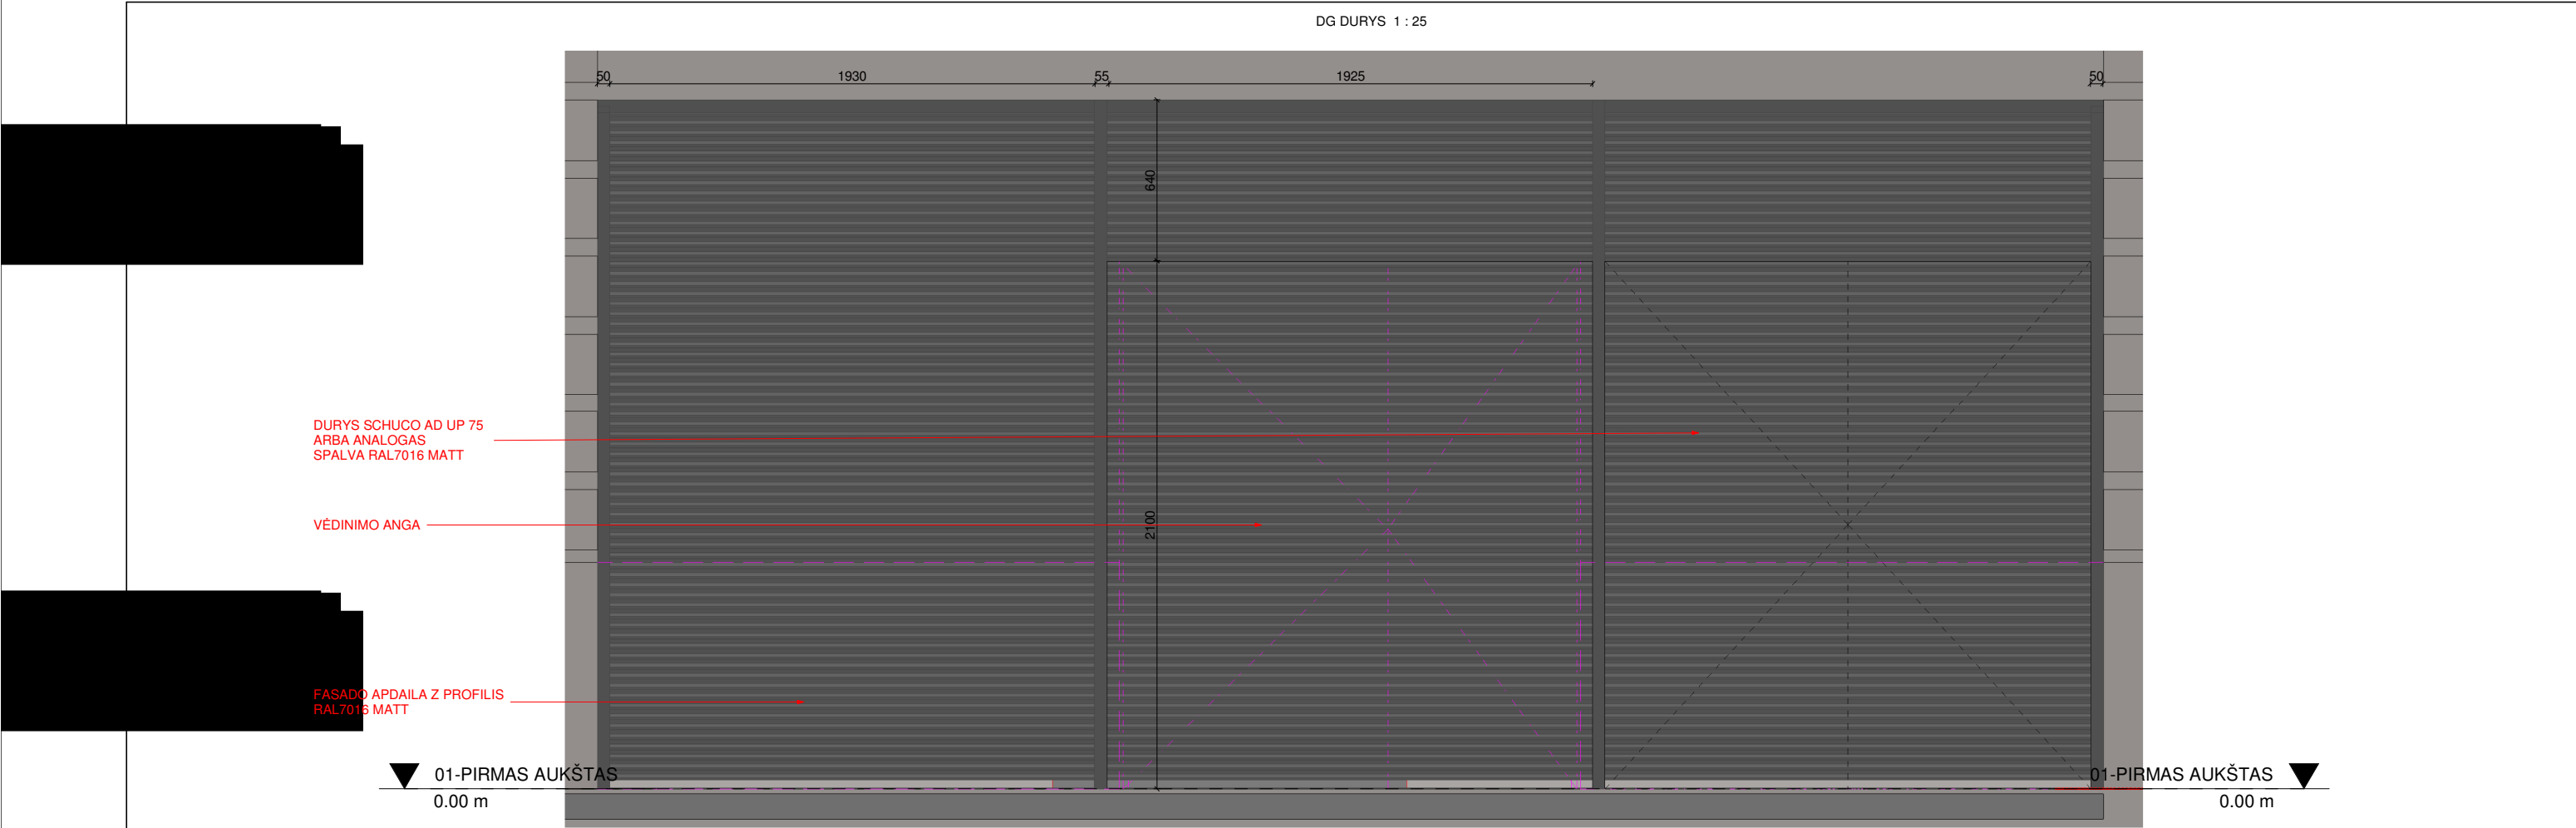 DG DURYS 1 : 25
50
1930
55
1925
50
640
2100
DURYS SCHUCO AD UP 75
ARBA ANALOGAS
SPALVA RAL7016 MATT
VĖDINIMO ANGA
FASADO APDAILA Z PROFILIS
RAL7016 MATT
01-PIRMAS AUKŠTAS
0.00 m
01-PIRMAS AUKŠTAS
0.00 m